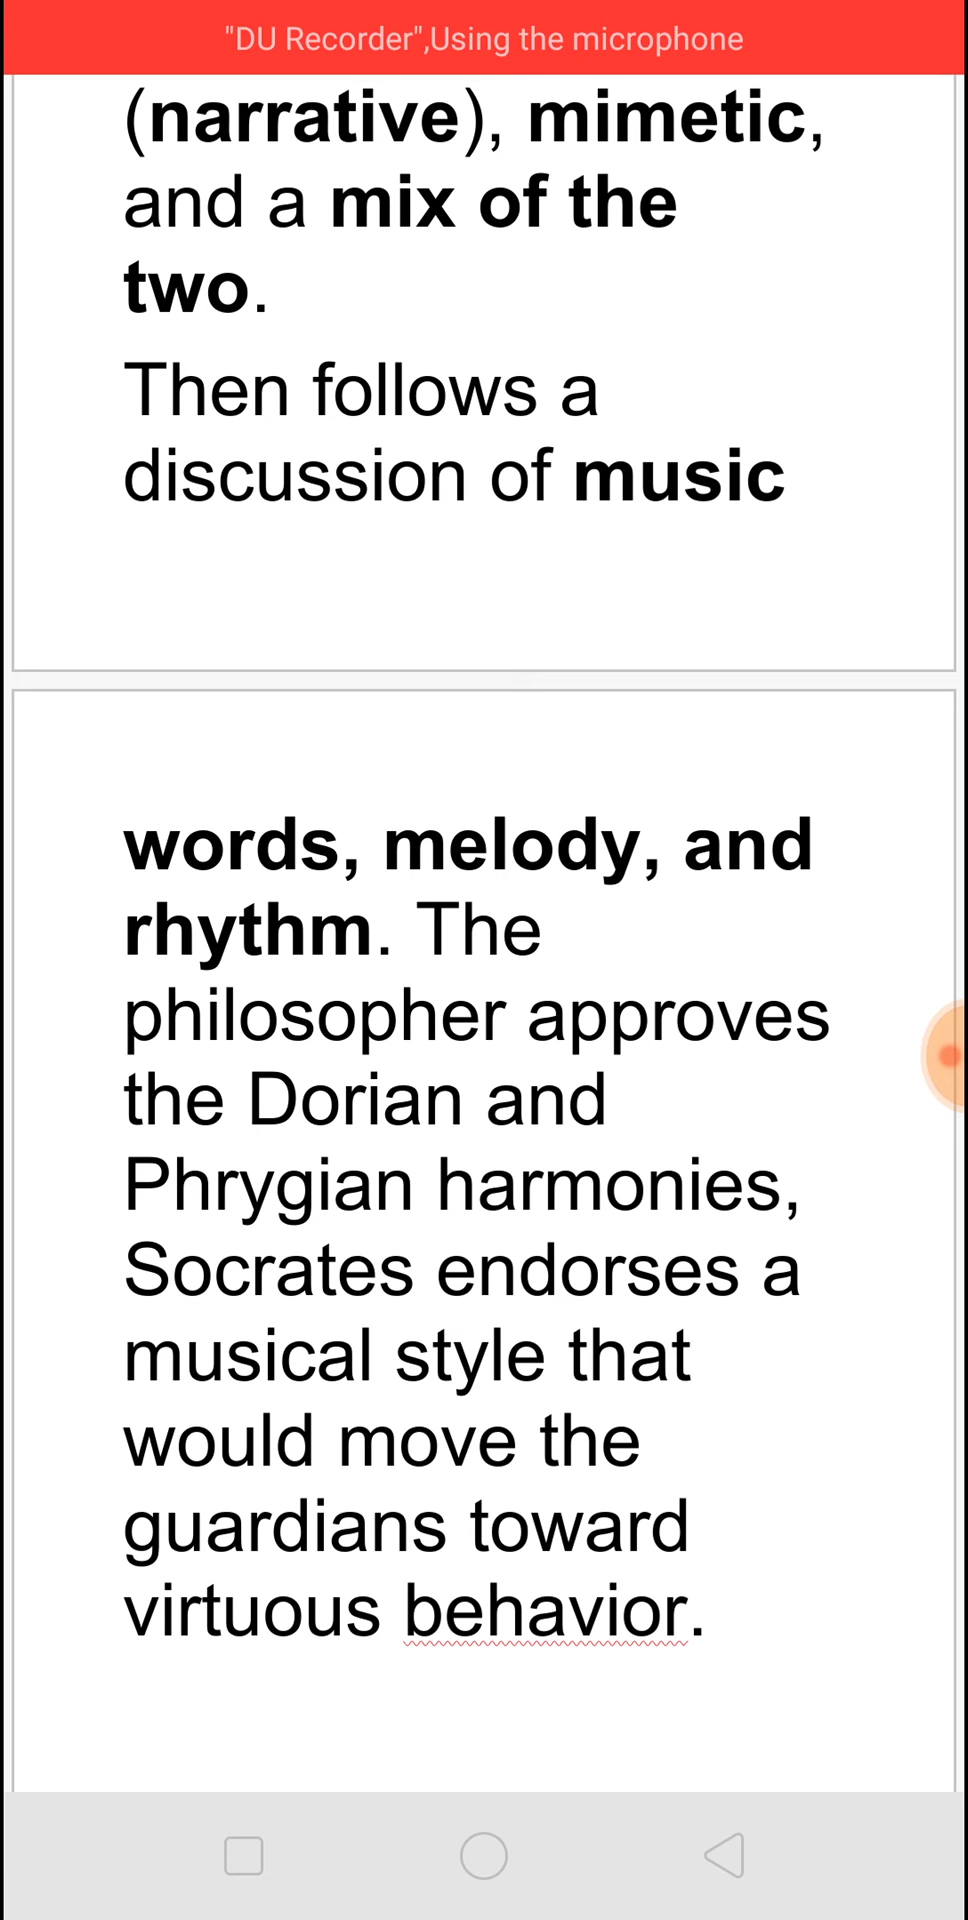 "DU Recorder",Using the microphone
(narrative), mimetic,
and a mix of the
two.
Then follows a
discussion of music
words, melody, and
rhythm. The
philosopher approves
the Dorian and
Phrygian harmonies,
Socrates endorses a
musical style that
would move the
guardians toward
virtuous behavior.